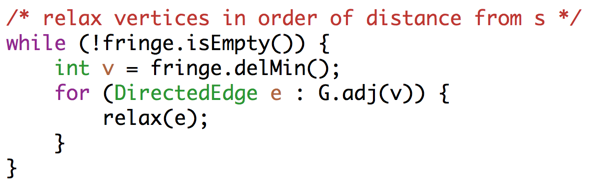 /* relax vertices in order of distance from s */
while (!fringe.isEmpty()) {
    int v = fringe.delMin();
    for (DirectedEdge e : G.adj(v)) {
        relax(e);
    }
}